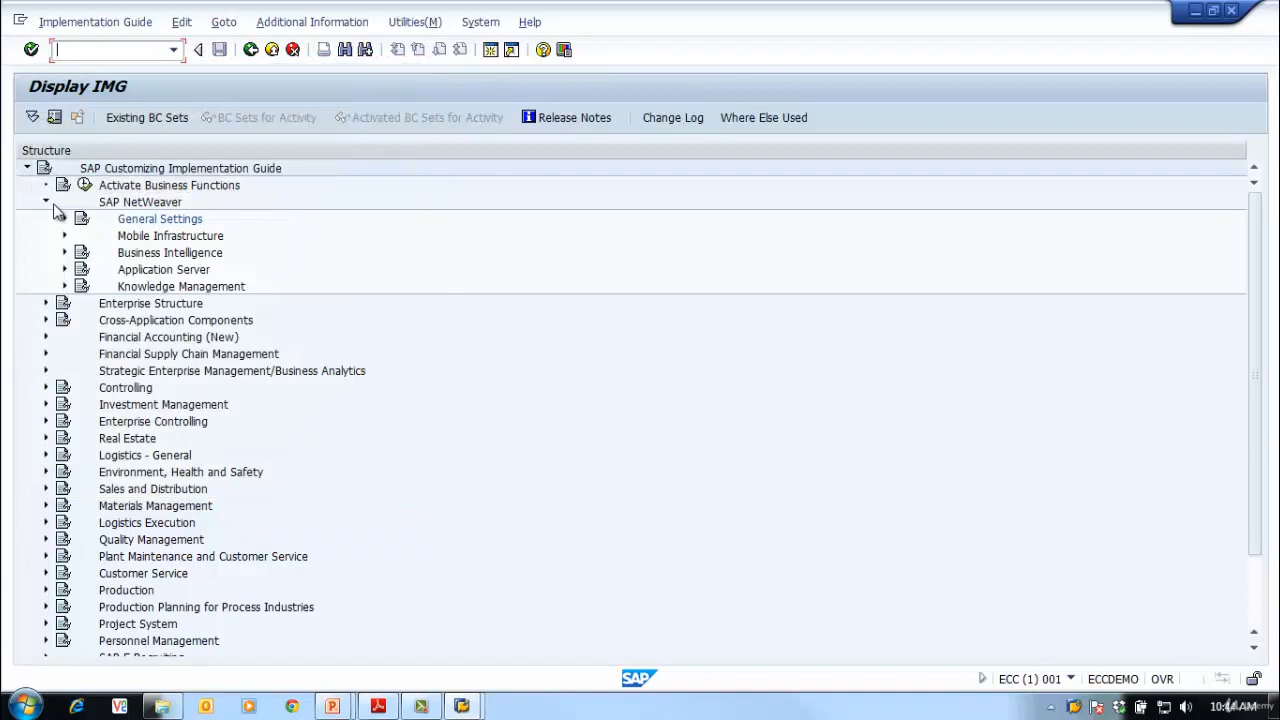 Implementation Guide Edit Goto Additional Information Utilities(M) System Help
Display IMG
Existing BC Sets BC Sets for Activity Activated BC Sets for Activity Release Notes Change Log Where Else Used
Structure
SAP Customizing Implementation Guide
Activate Business Functions
SAP NetWeaver
General Settings
Mobile Infrastructure
Business Intelligence
Application Server
Knowledge Management
Enterprise Structure
Cross-Application Components
Financial Accounting (New)
Financial Supply Chain Management
Strategic Enterprise Management/Business Analytics
Controlling
Investment Management
Enterprise Controlling
Real Estate
Logistics - General
Environment, Health and Safety
Sales and Distribution
Materials Management
Logistics Execution
Quality Management
Plant Maintenance and Customer Service
Customer Service
Production
Production Planning for Process Industries
Project System
Personnel Management
SAP E-Recruiting
SAP ECC (1) 001 ECCDEMO OVR